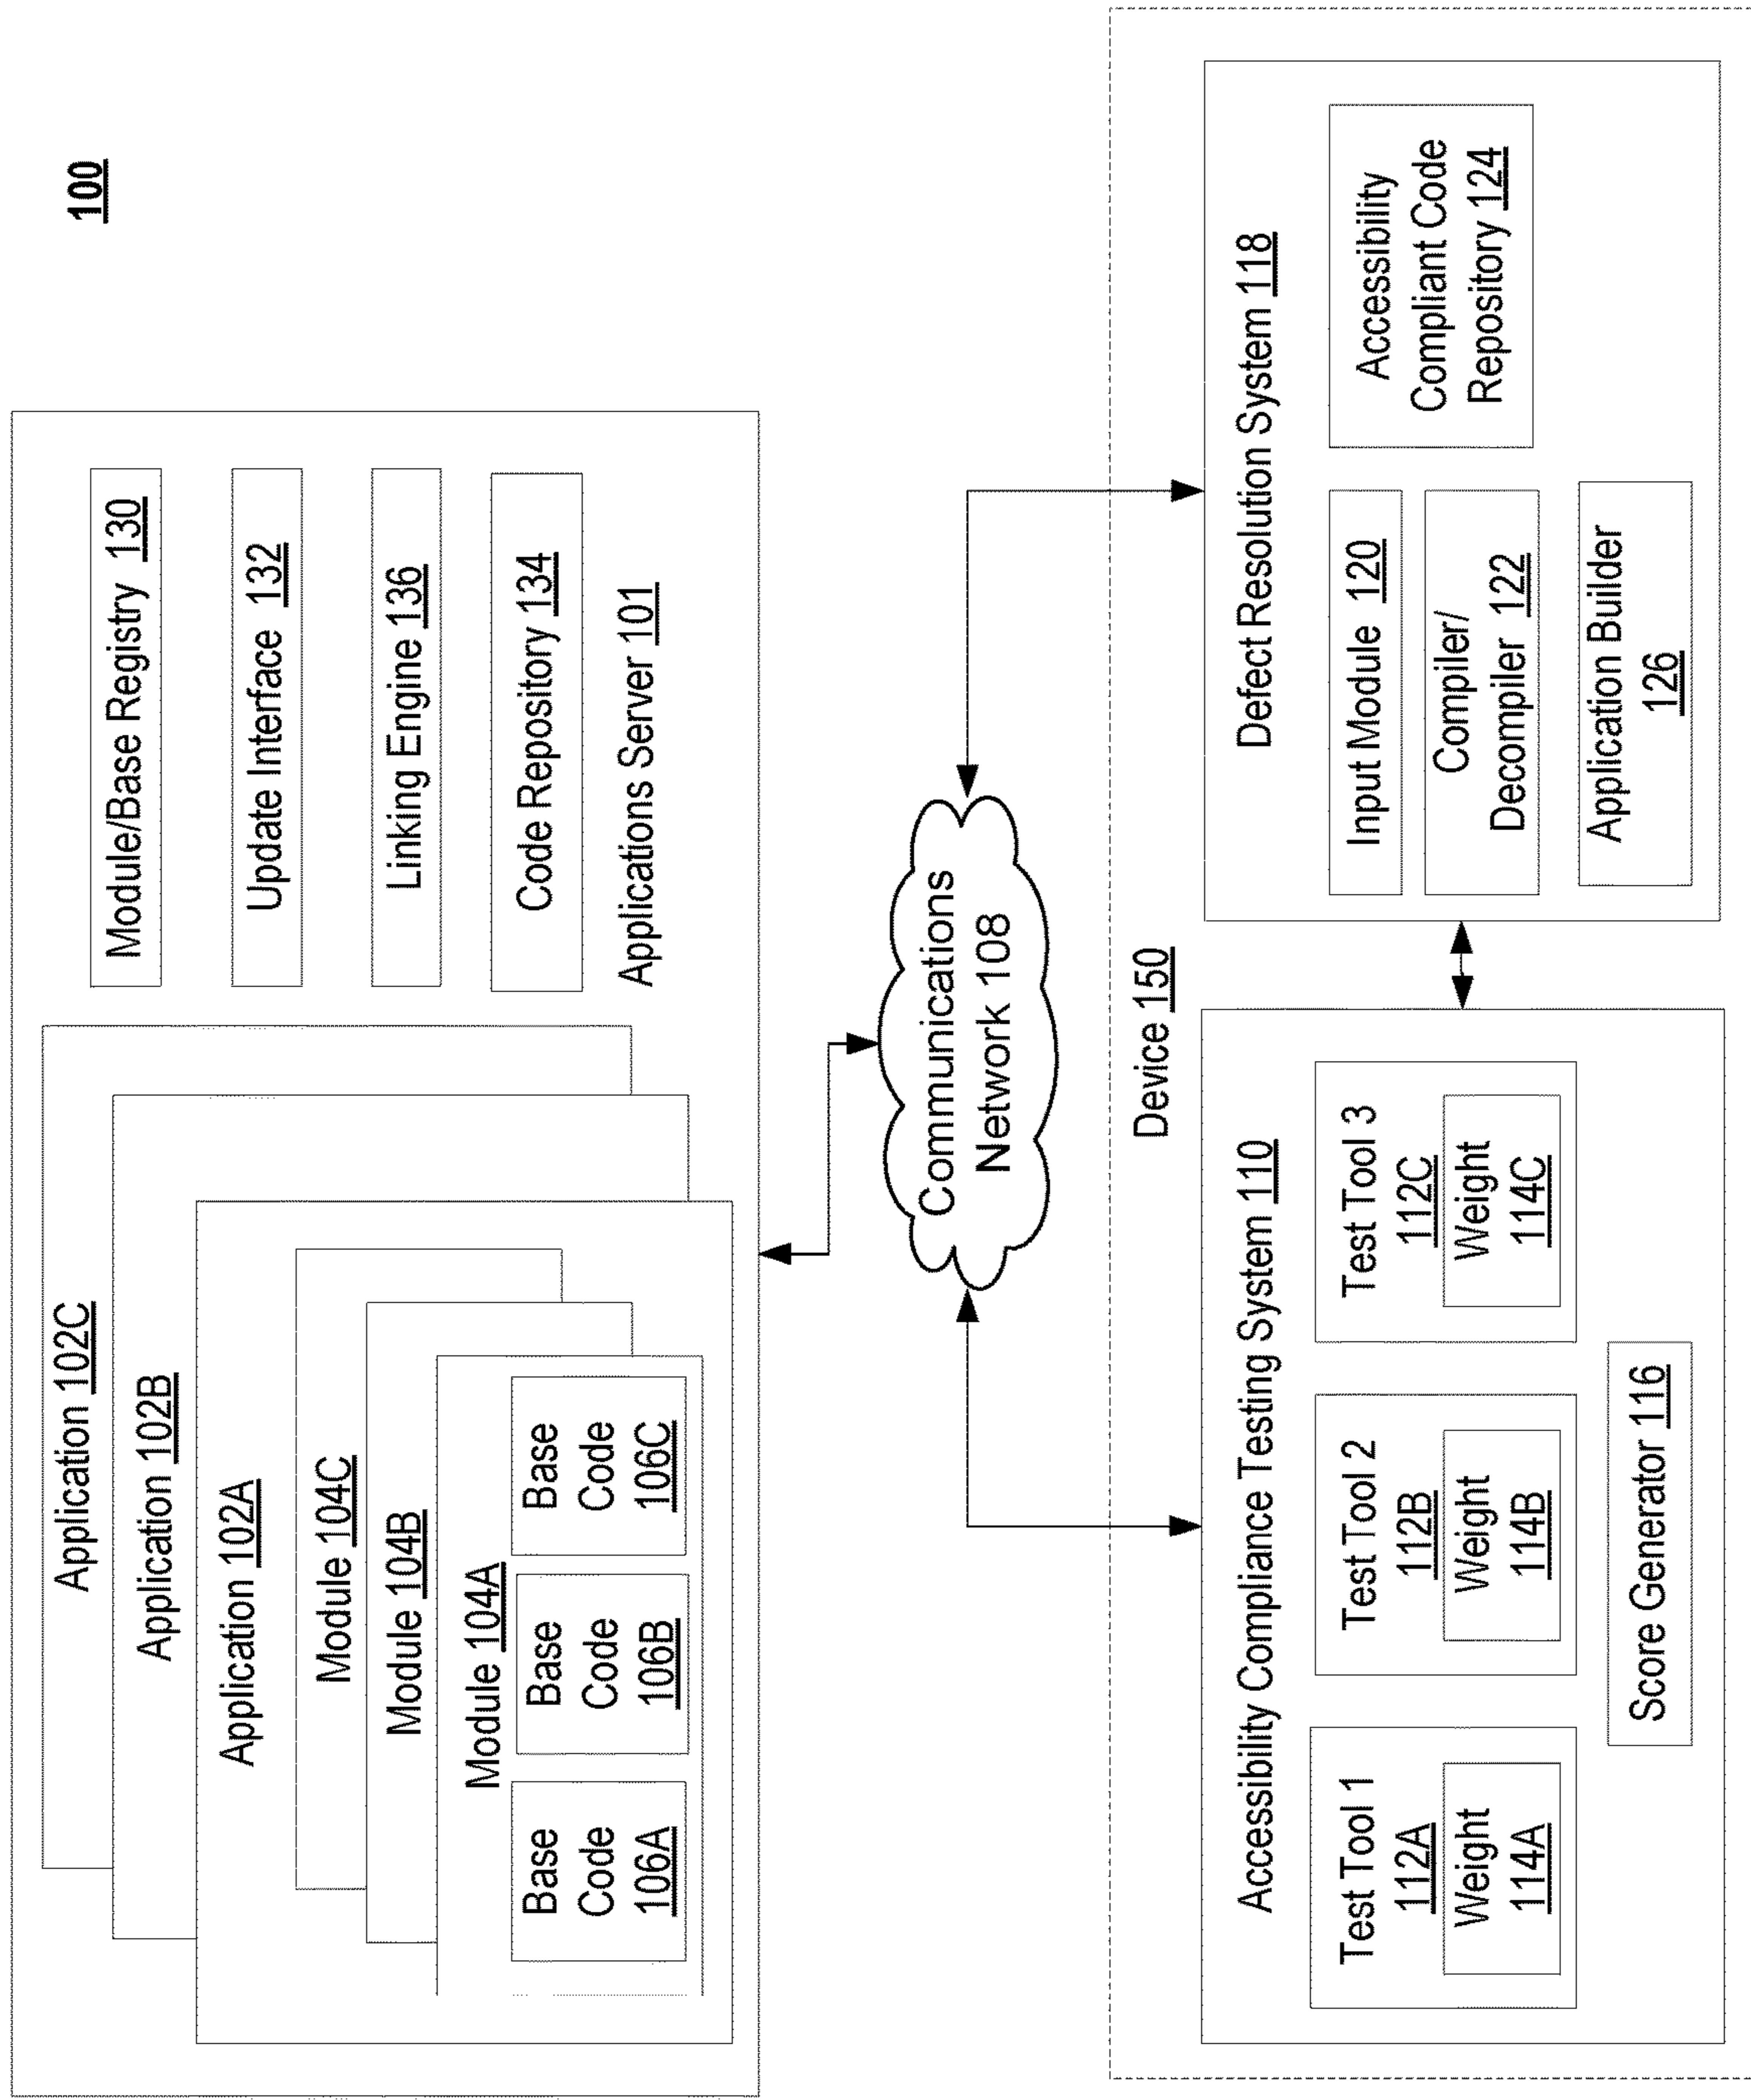 100
Application 102C
Application 102B
Application 102A
Module 104C
Module 104B
Module 104A
Base
Code
106A
Base
Code
106B
Base
Code
106C
Module/Base Registry 130
Update Interface 132
Linking Engine 136
Code Repository 134
Applications Server 101
Communications
Network 108
Device 150
Accessibility Compliance Testing System 110
Test Tool 1
112A
Weight
114A
Test Tool 2
112B
Weight
114B
Test Tool 3
112C
Weight
114C
Score Generator 116
Defect Resolution System 118
Input Module 120
Compiler/
Decompiler 122
Application Builder
126
Accessibility
Compliant Code
Repository 124